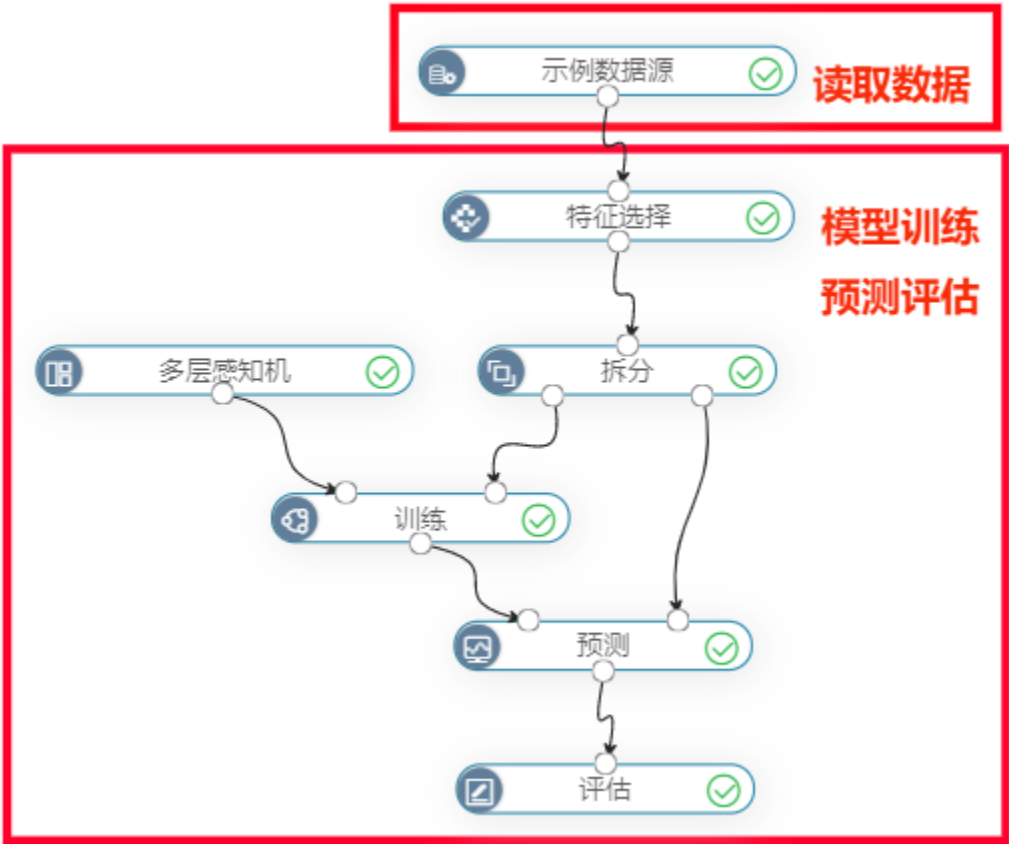 示例数据源
读取数据
特征选择
模型训练
预测评估
多层感知机
拆分
训练
预测
评估